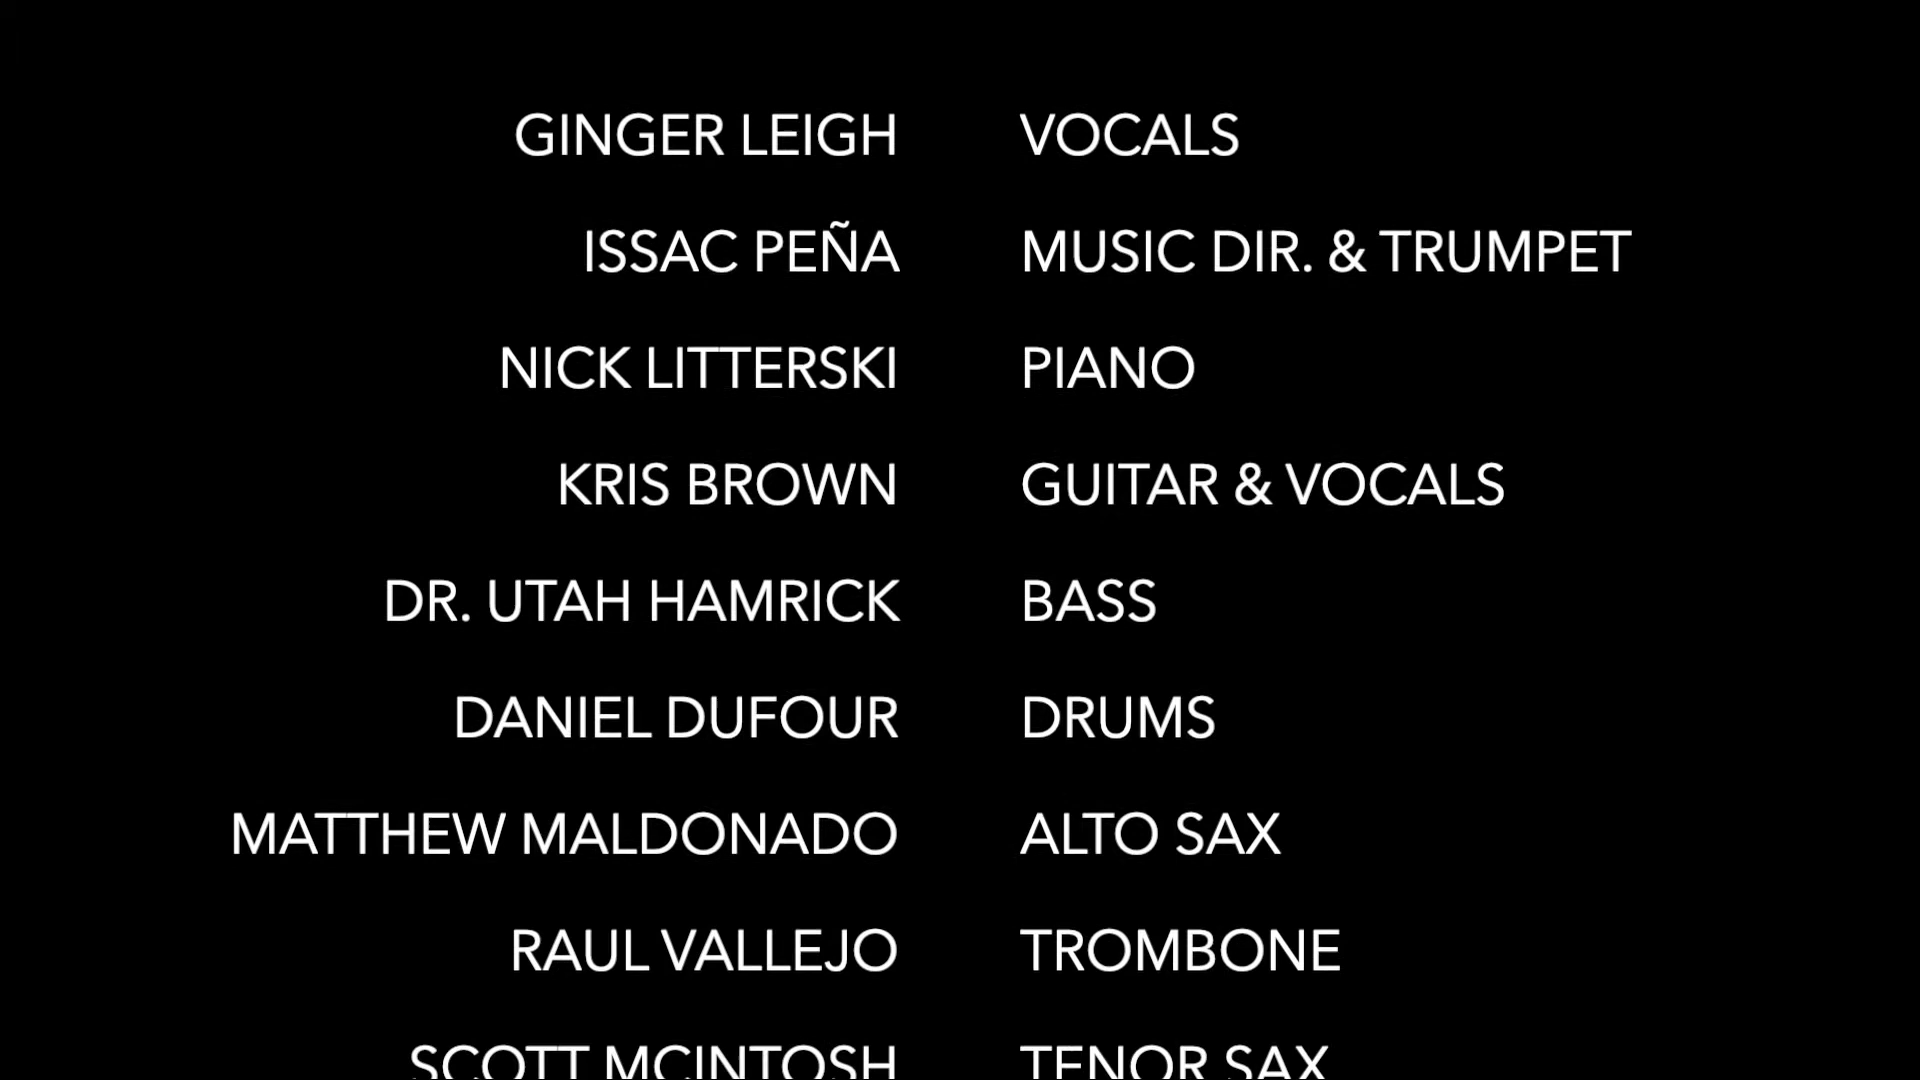 GINGER LEIGH VOCALS
ISSAC PEÑA MUSIC DIR. & TRUMPET
NICK LITTERSKI PIANO
KRIS BROWN GUITAR & VOCALS
DR. UTAH HAMRICK BASS
DANIEL DUFOUR DRUMS
MATTHEW MALDONADO ALTO SAX
RAUL VALLEJO TROMBONE
SCOTT MCINTOSH TENOR SAX